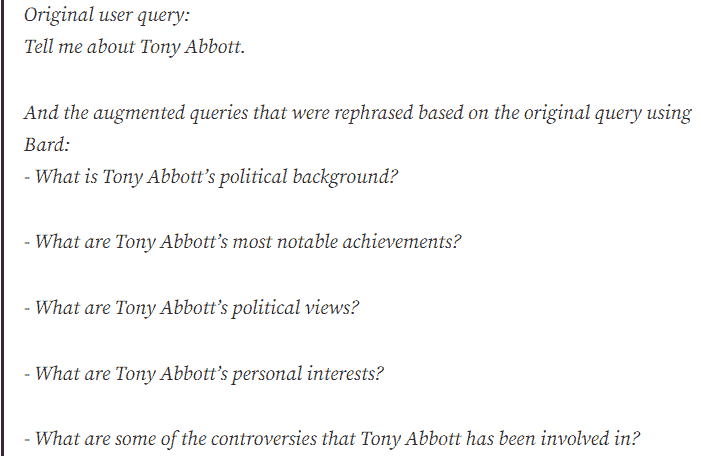 Original user query:
Tell me about Tony Abbott.
And the augmented queries that were rephrased based on the original query using
Bard:
- What is Tony Abbott’s political background?
- What are Tony Abbott’s most notable achievements?
- What are Tony Abbott’s political views?
- What are Tony Abbott’s personal interests?
- What are some of the controversies that Tony Abbott has been involved in?